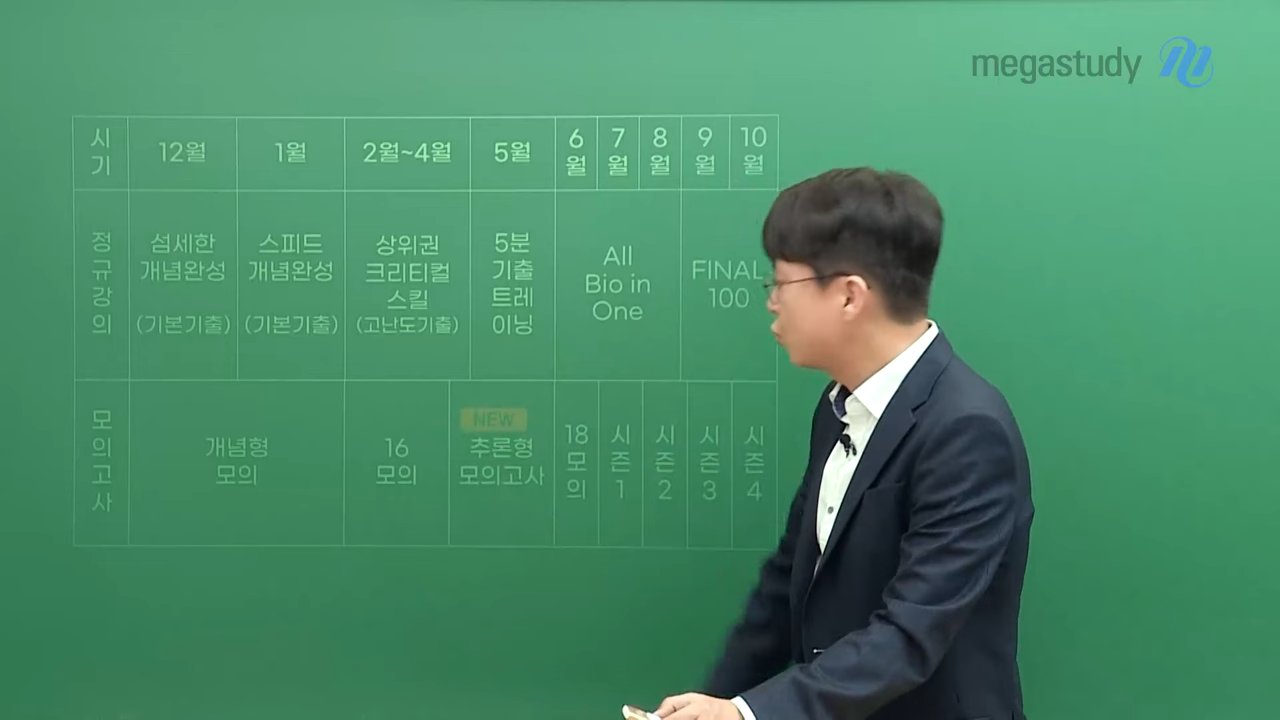 megastudy
시
기
12월
1월
2월~4월
5월
6
월
7
월
8
월
9
월
10
월
정
규
강
의
섬세한
개념완성
(기본기출)
스피드
개념완성
(기본기출)
상위권
크리티컬
스킬
(고난도기출)
5분
기출
트레
이닝
All
Bio in
One
FINAL
100
모
의
고
사
개념형
모의
16
모의
NEW
추론형
모의고사
18
모
의
시
즌
1
시
즌
2
시
즌
3
시
즌
4